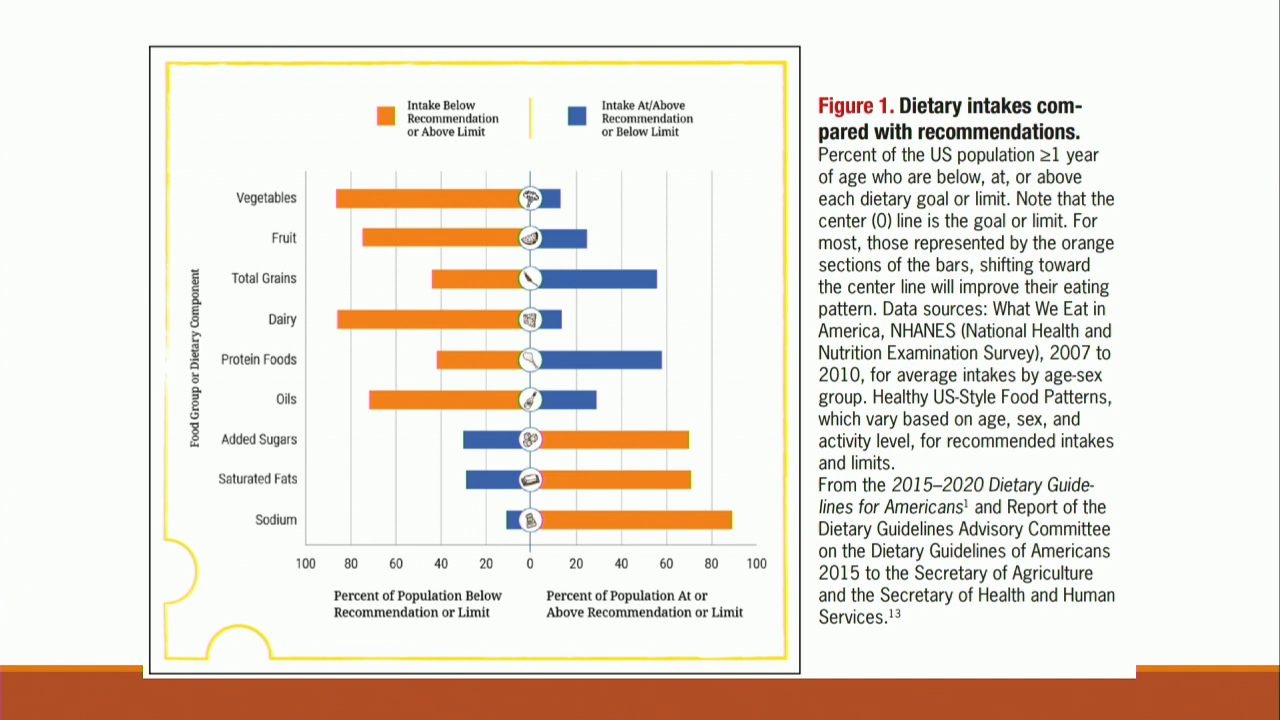 Intake Below
Recommendation
or Above Limit
Intake At/Above
Recommendation
or Below Limit
Food Group or Dietary Component
Vegetables
Fruit
Total Grains
Dairy
Protein Foods
Oils
Added Sugars
Saturated Fats
Sodium
100 80 60 40 20 0 20 40 60 80 100
Percent of Population Below
Recommendation or Limit
Percent of Population At or
Above Recommendation or Limit
Figure 1. Dietary intakes com-
pared with recommendations.
Percent of the US population ≥1 year
of age who are below, at, or above
each dietary goal or limit. Note that the
center (0) line is the goal or limit. For
most, those represented by the orange
sections of the bars, shifting toward
the center line will improve their eating
pattern. Data sources: What We Eat in
America, NHANES (National Health and
Nutrition Examination Survey), 2007 to
2010, for average intakes by age-sex
group. Healthy US-Style Food Patterns,
which vary based on age, sex, and
activity level, for recommended intakes
and limits.
From the 2015–2020 Dietary Guide-
lines for Americans¹ and Report of the
Dietary Guidelines Advisory Committee
on the Dietary Guidelines of Americans
2015 to the Secretary of Agriculture
and the Secretary of Health and Human
Services.¹³